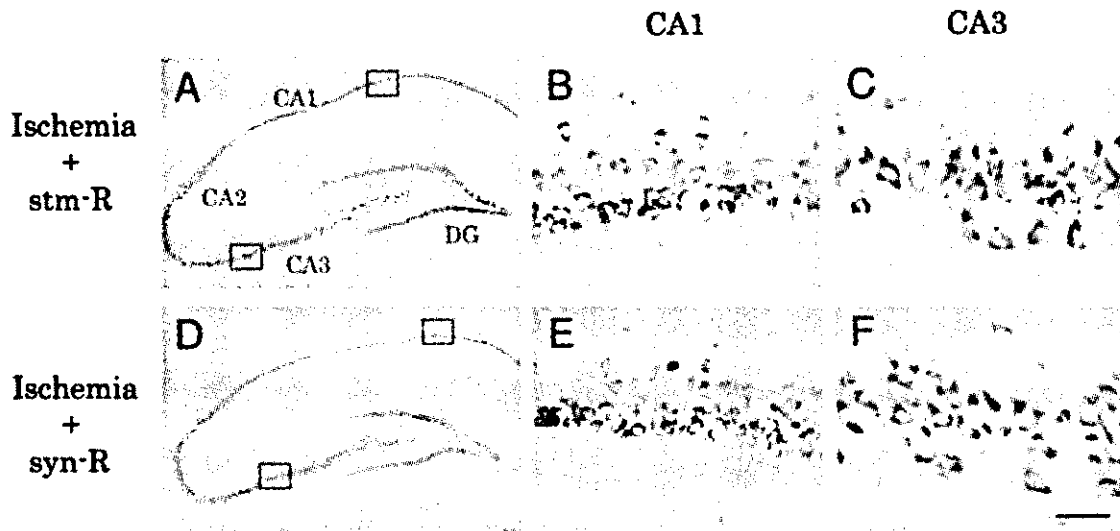 CA1 CA3
Ischemia
+
stm-R
A
CA1
CA2
CA3
DG
B
C
Ischemia
+
syn-R
D
E
F